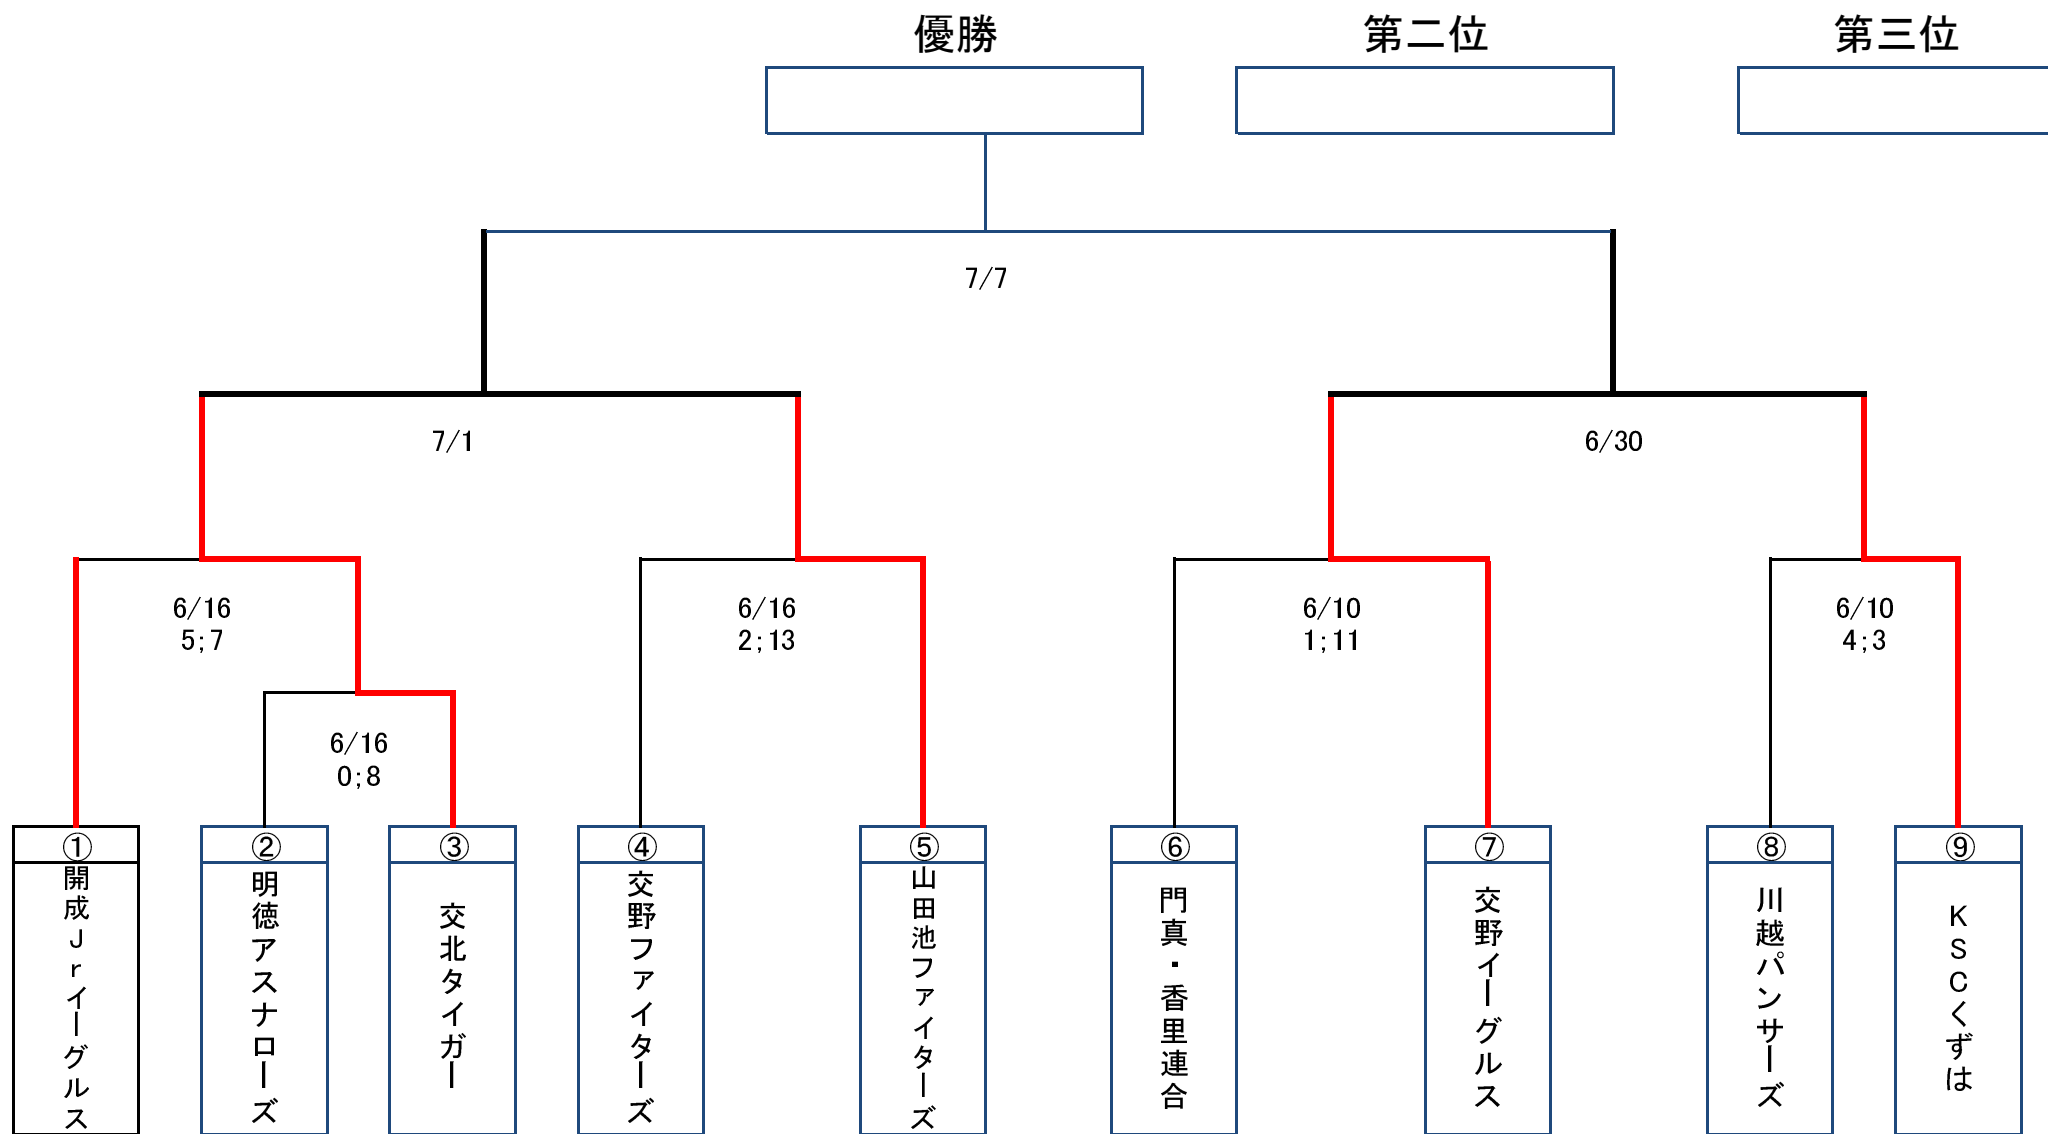 優勝
第二位
第三位
7/7
7/1
6/30
6/16
5;7
6/16
2;13
6/10
1;11
6/10
4;3
6/16
0;8
①
開成Jrイーグルス
②
明徳アスナローズ
③
交北タイガー
④
交野ファイターズ
⑤
山田池ファイターズ
⑥
門真・香里連合
⑦
交野イーグルス
⑧
川越パンサーズ
⑨
KSCくずは